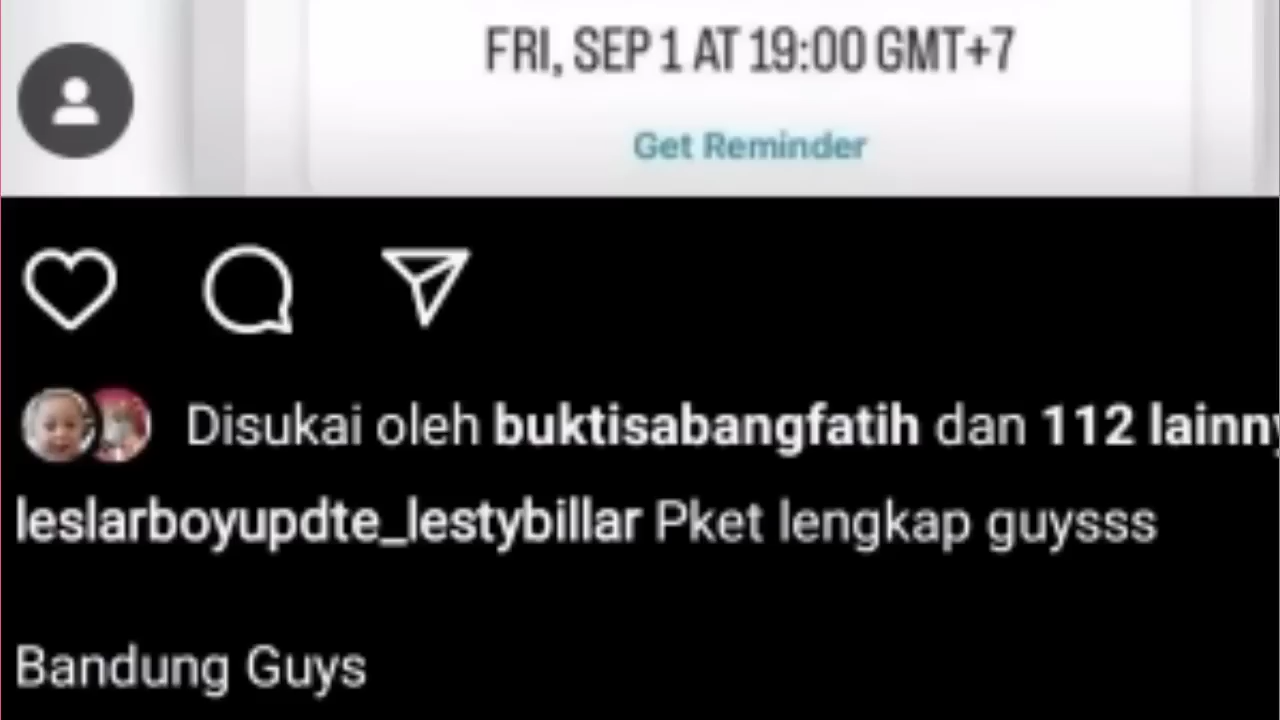 FRI, SEP 1 AT 19:00 GMT+7
Get Reminder
Disukai oleh buktisabangfatih dan 112 lainny
leslarboyupdte_lestybillar Pket lengkap guysss
Bandung Guys